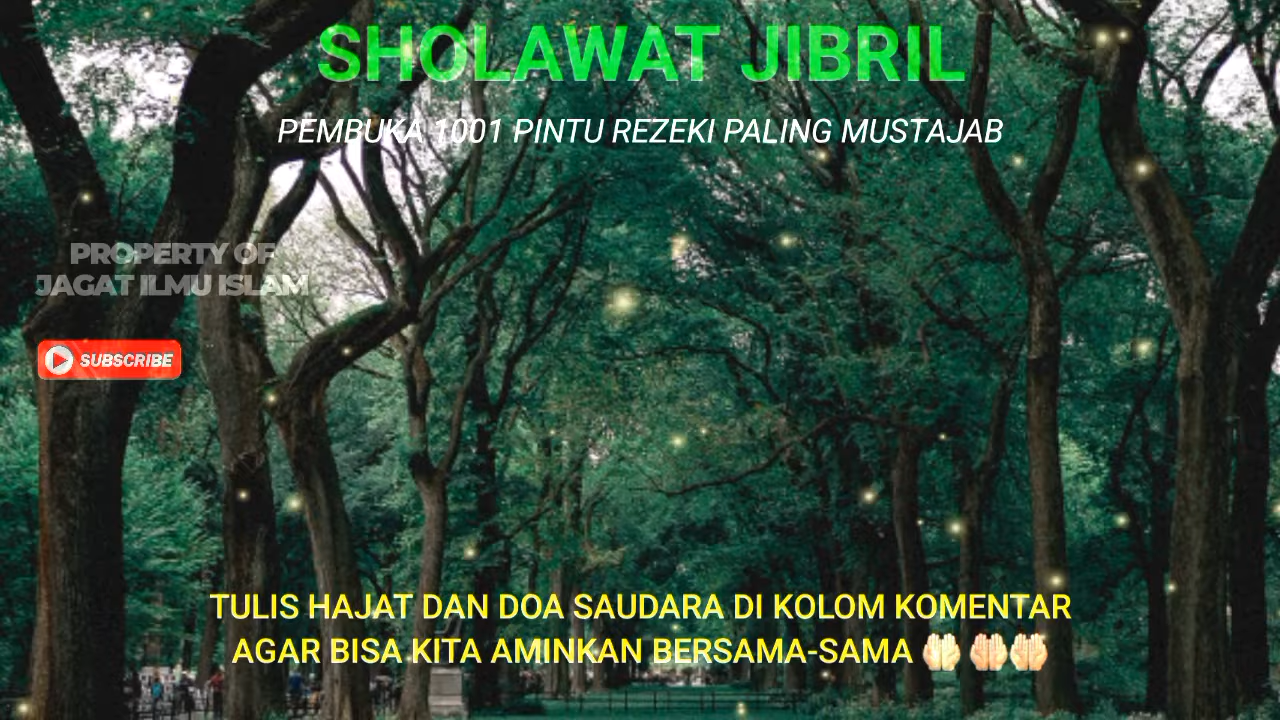 SHOLAWAT JIBRIL
PEMBUKA 1001 PINTU REZEKI PALING MUSTAJAB
PROPERTY OF
JAGAT ILMU ISLAM
SUBSCRIBE
TULIS HAJAT DAN DOA SAUDARA DI KOLOM KOMENTAR
AGAR BISA KITA AMINKAN BERSAMA-SAMA 🤲🏻 🤲🏻 🤲🏻